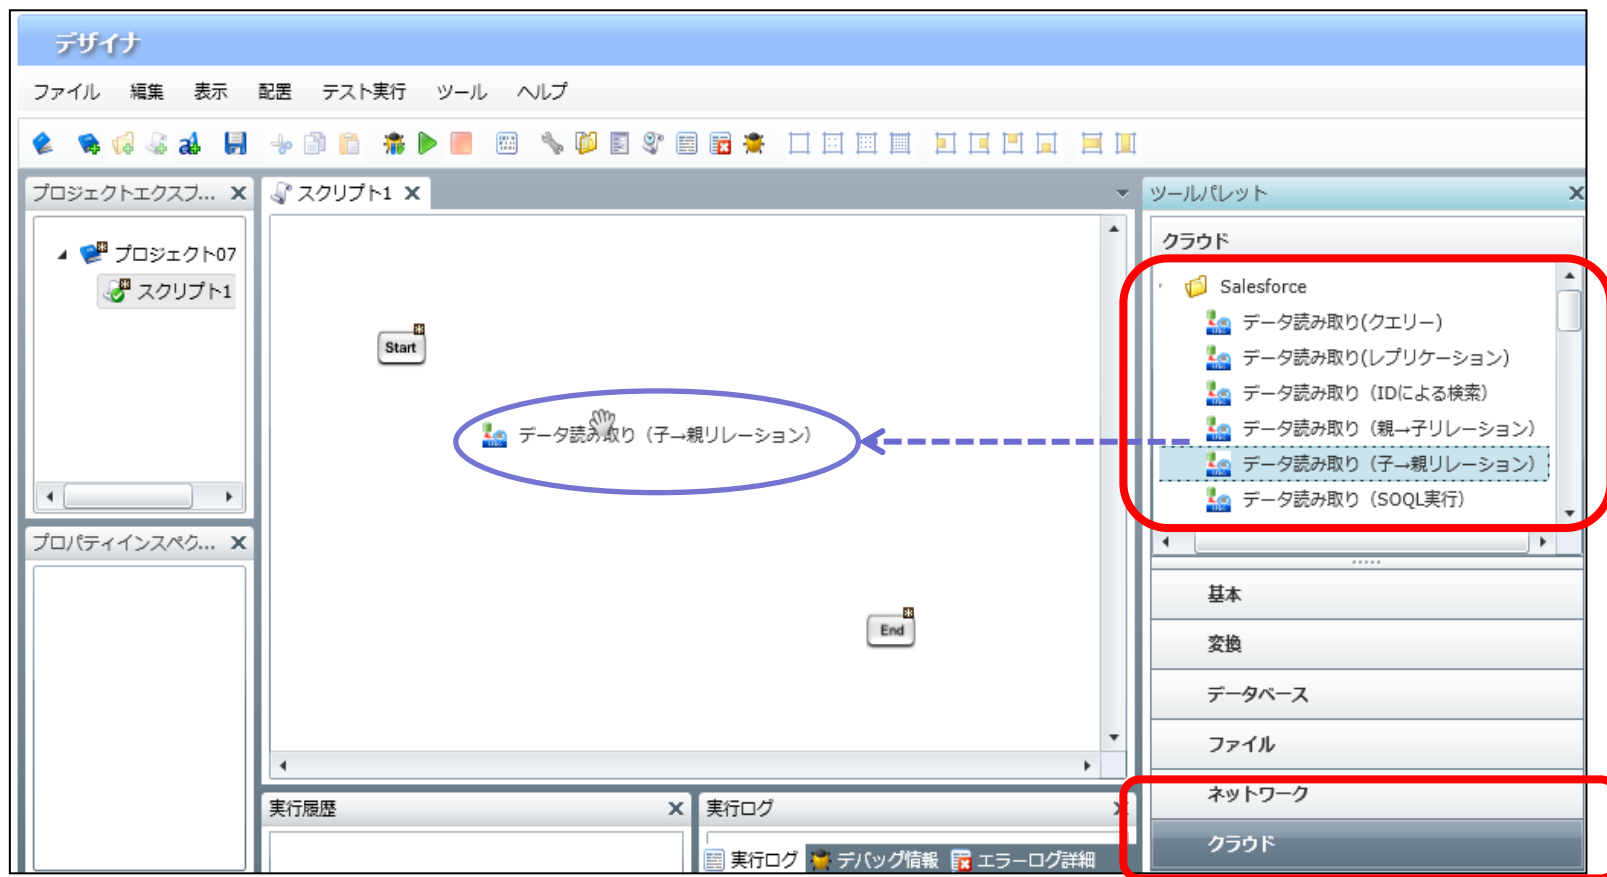 デザイナ
ファイル 編集 表示 配置 テスト実行 ツール ヘルプ
プロジェクトエクスプ...
プロジェクト07
スクリプト1
プロパティインスペク...
スクリプト1
Start
データ読み取り（子→親リレーション）
End
実行履歴
実行ログ
実行ログ デバッグ情報 エラーログ詳細
ツールパレット
クラウド
Salesforce
データ読み取り(クエリー)
データ読み取り(レプリケーション)
データ読み取り（IDによる検索）
データ読み取り（親→子リレーション）
データ読み取り（子→親リレーション）
データ読み取り（SOQL実行）
基本
変換
データベース
ファイル
ネットワーク
クラウド